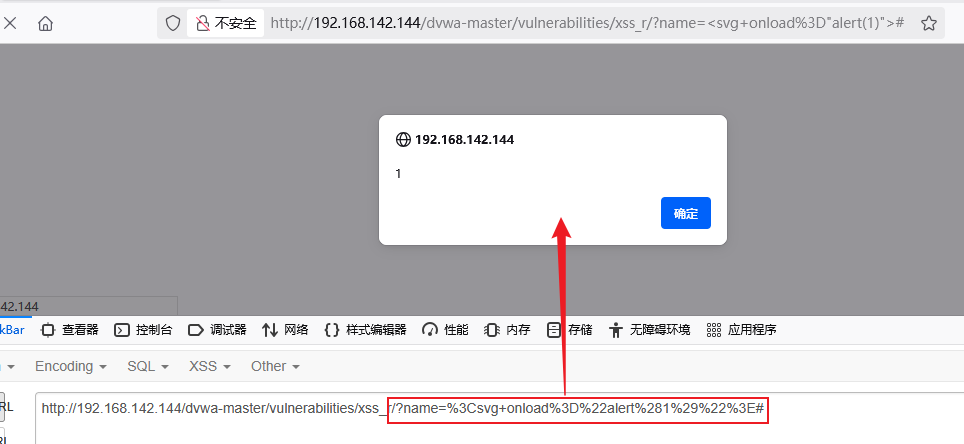 不安全 http://192.168.142.144/dvwa-master/vulnerabilities/xss_r/?name=<svg+onload%3D"alert(1)">#
192.168.142.144
1
确定
42.144
kBar 查看器 控制台 调试器 网络 样式编辑器 性能 内存 存储 无障碍环境 应用程序
Encoding SQL XSS Other
RL http://192.168.142.144/dvwa-master/vulnerabilities/xss_r/?name=%3Csvg+onload%3D%22alert%281%29%22%3E#
RL